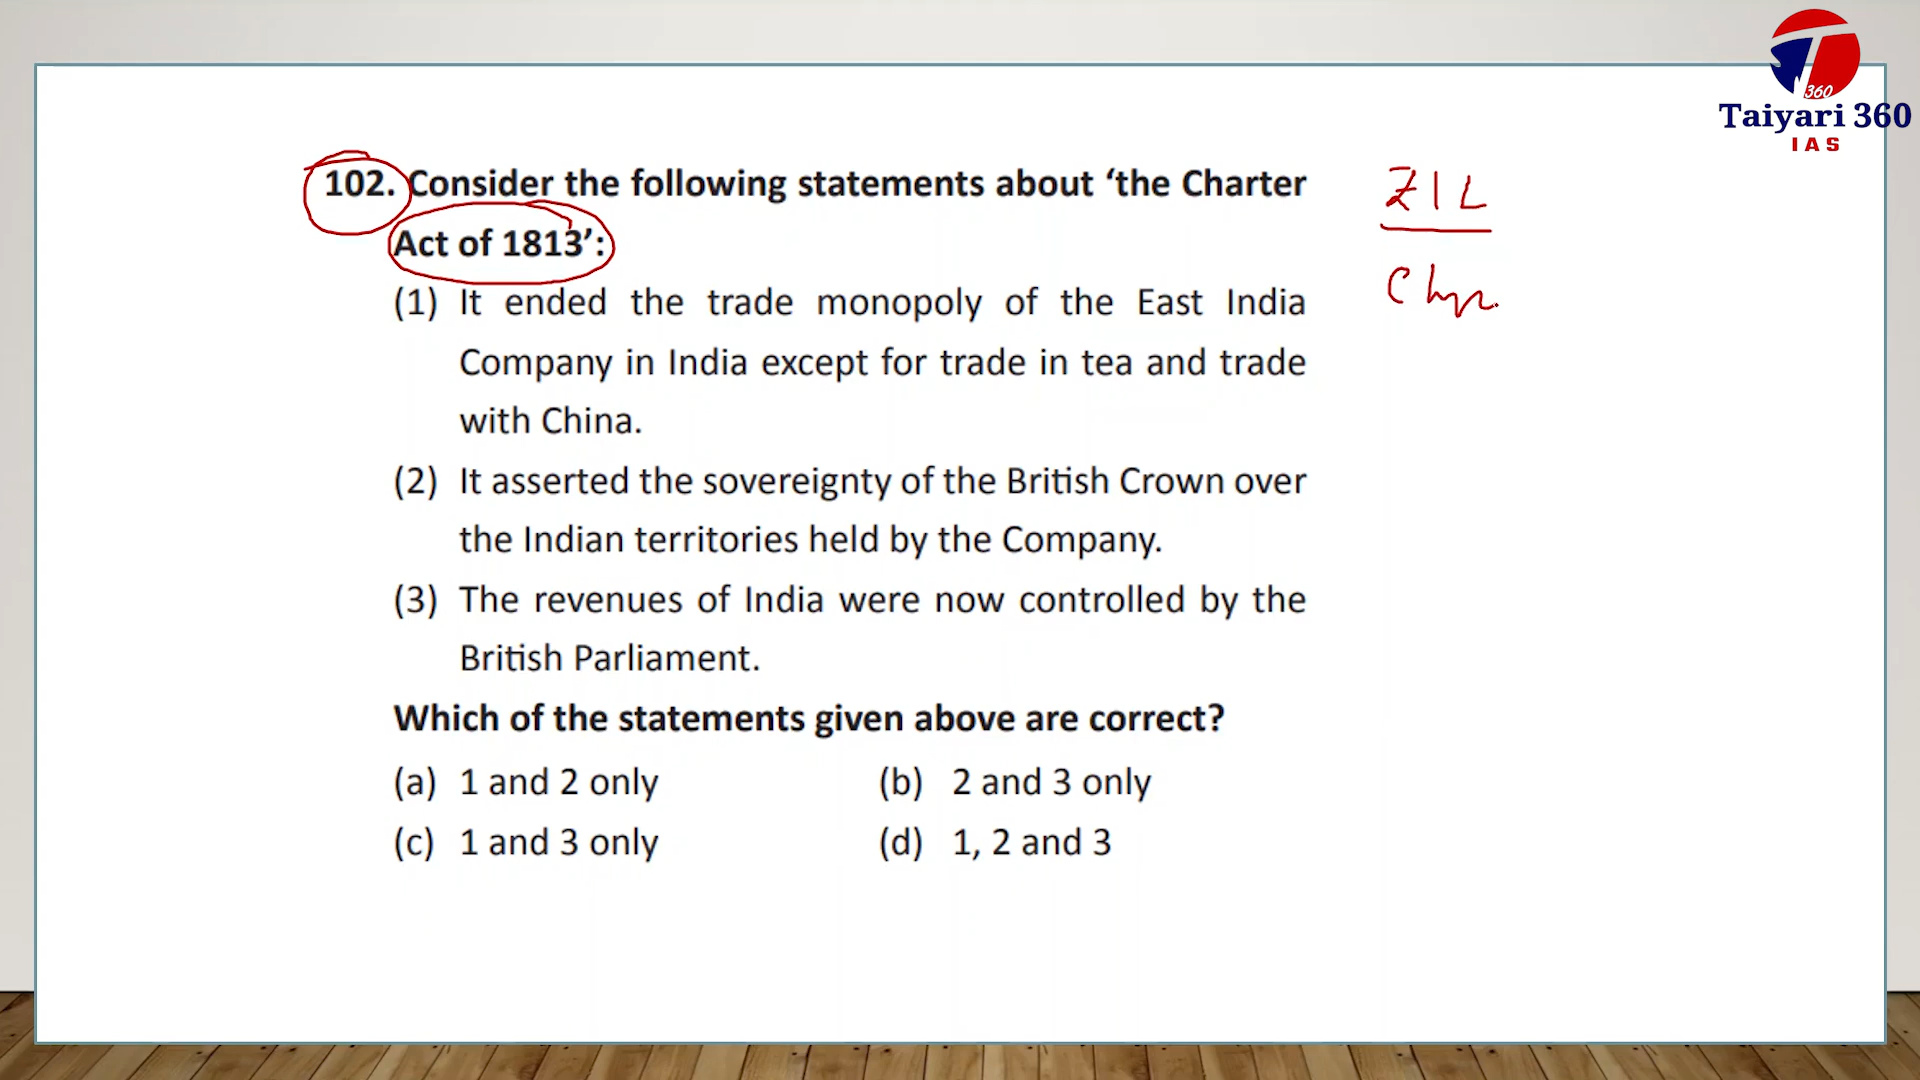 360
Taiyari 360
IAS
102. Consider the following statements about ‘the Charter
Act of 1813’:
(1) It ended the trade monopoly of the East India
Company in India except for trade in tea and trade
with China.
(2) It asserted the sovereignty of the British Crown over
the Indian territories held by the Company.
(3) The revenues of India were now controlled by the
British Parliament.
Which of the statements given above are correct?
(a) 1 and 2 only (b) 2 and 3 only
(c) 1 and 3 only (d) 1, 2 and 3